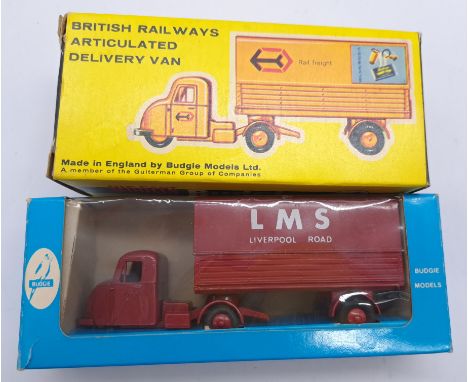 BRITISH RAILWAYS
ARTICULATED
DELIVERY VAN
Rail freight
Made in England by Budgie Models Ltd.
A member of the Guiterman Group of Companies
LMS
LIVERPOOL ROAD
BUDGIE
BUDGIE
MODELS